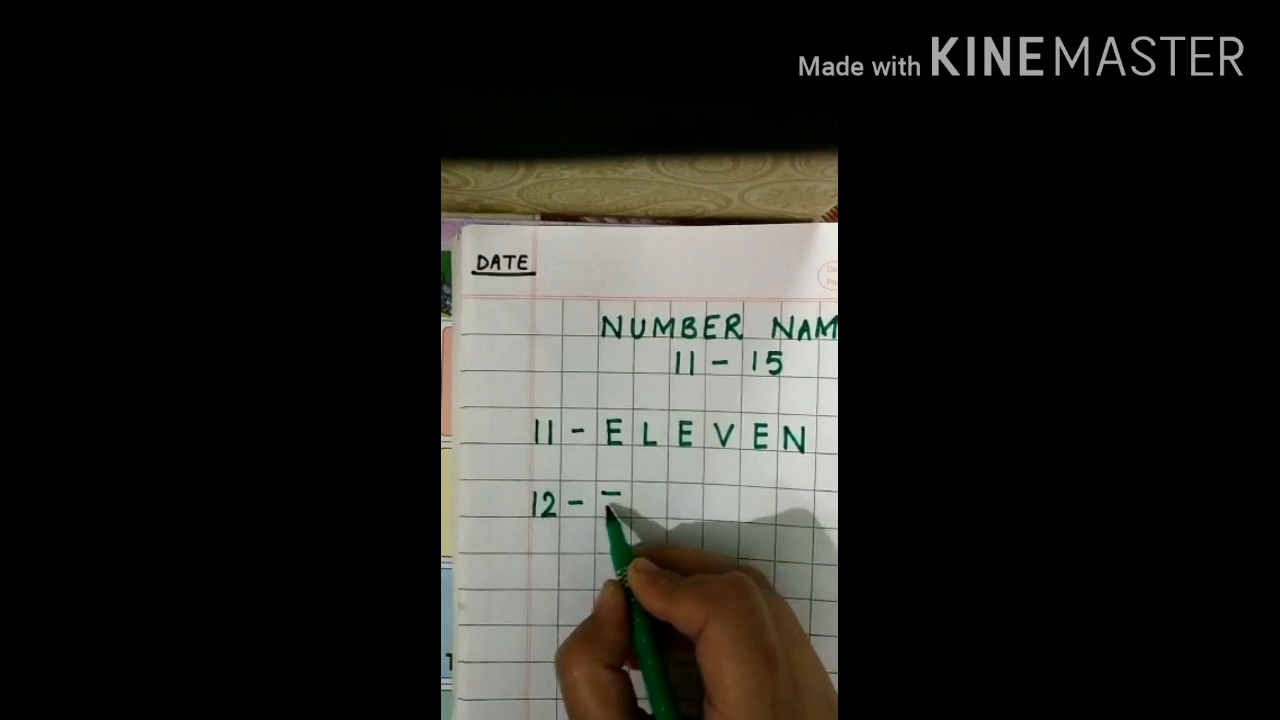 Made with KINEMASTER
DATE
NUMBER NAM
11 - 15
11 - ELEVEN
12 -